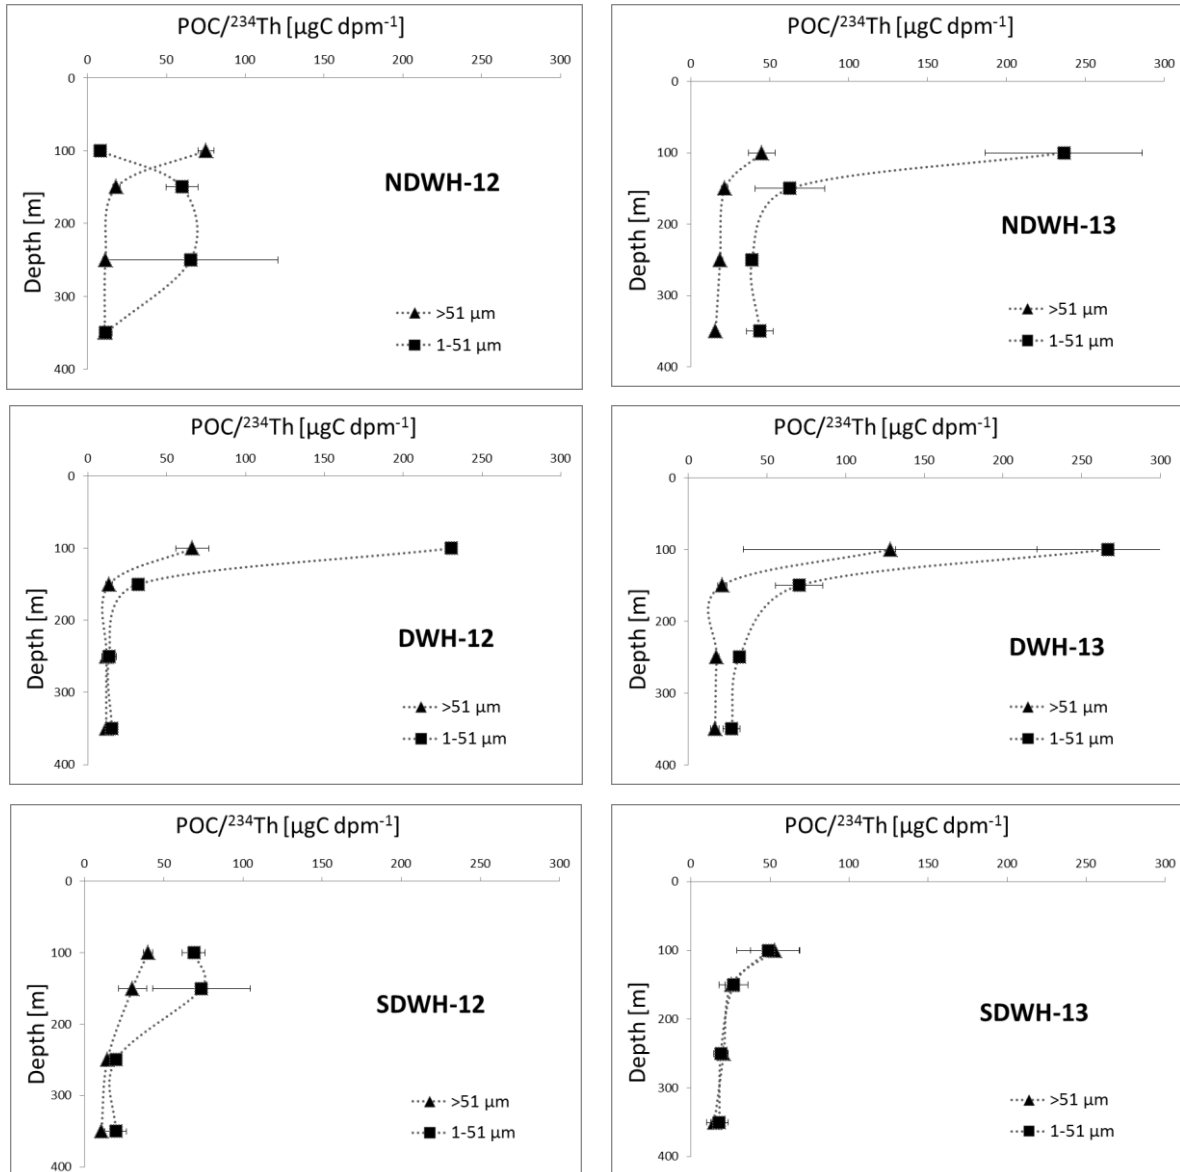 POC/²³⁴Th [µgC dpm⁻¹]
0 50 100 150 200 250 300
0
100
200
300
400
Depth [m]
NDWH-12
>51 µm
1-51 µm
POC/²³⁴Th [µgC dpm⁻¹]
0 50 100 150 200 250 300
0
100
200
300
400
Depth [m]
NDWH-13
>51 µm
1-51 µm
POC/²³⁴Th [µgC dpm⁻¹]
0 50 100 150 200 250 300
0
100
200
300
400
Depth [m]
DWH-12
>51 µm
1-51 µm
POC/²³⁴Th [µgC dpm⁻¹]
0 50 100 150 200 250 300
0
100
200
300
400
Depth [m]
DWH-13
>51 µm
1-51 µm
POC/²³⁴Th [µgC dpm⁻¹]
0 50 100 150 200 250 300
0
100
200
300
400
Depth [m]
SDWH-12
>51 µm
1-51 µm
POC/²³⁴Th [µgC dpm⁻¹]
0 50 100 150 200 250 300
0
100
200
300
400
Depth [m]
SDWH-13
>51 µm
1-51 µm